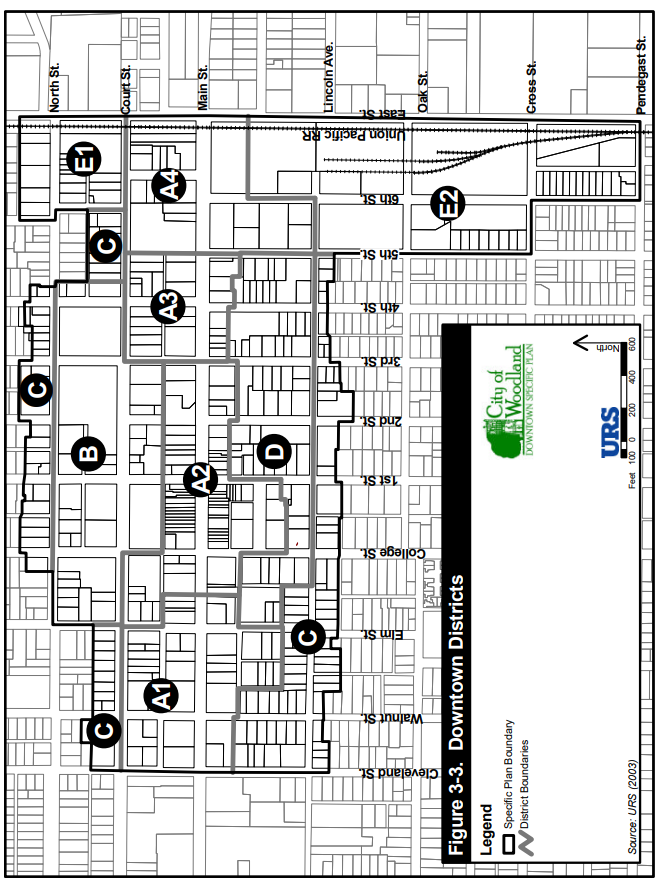 North St.
Court St.
Main St.
Lincoln Ave.
Oak St.
Cross St.
Pendegast St.
East St.
Union Pacific RR
6th St.
5th St.
4th St.
3rd St.
2nd St.
1st St.
College St.
Elm St.
Walnut St.
Cleveland St.
E1
A4
C
E2
A3
C
B
A2
D
C
A1
C
Figure 3-3. Downtown Districts
Legend
Specific Plan Boundary
District Boundaries
Source: URS (2003)
City of
Woodland
DOWNTOWN SPECIFIC PLAN
URS
North
Feet 100 0 200 400 600